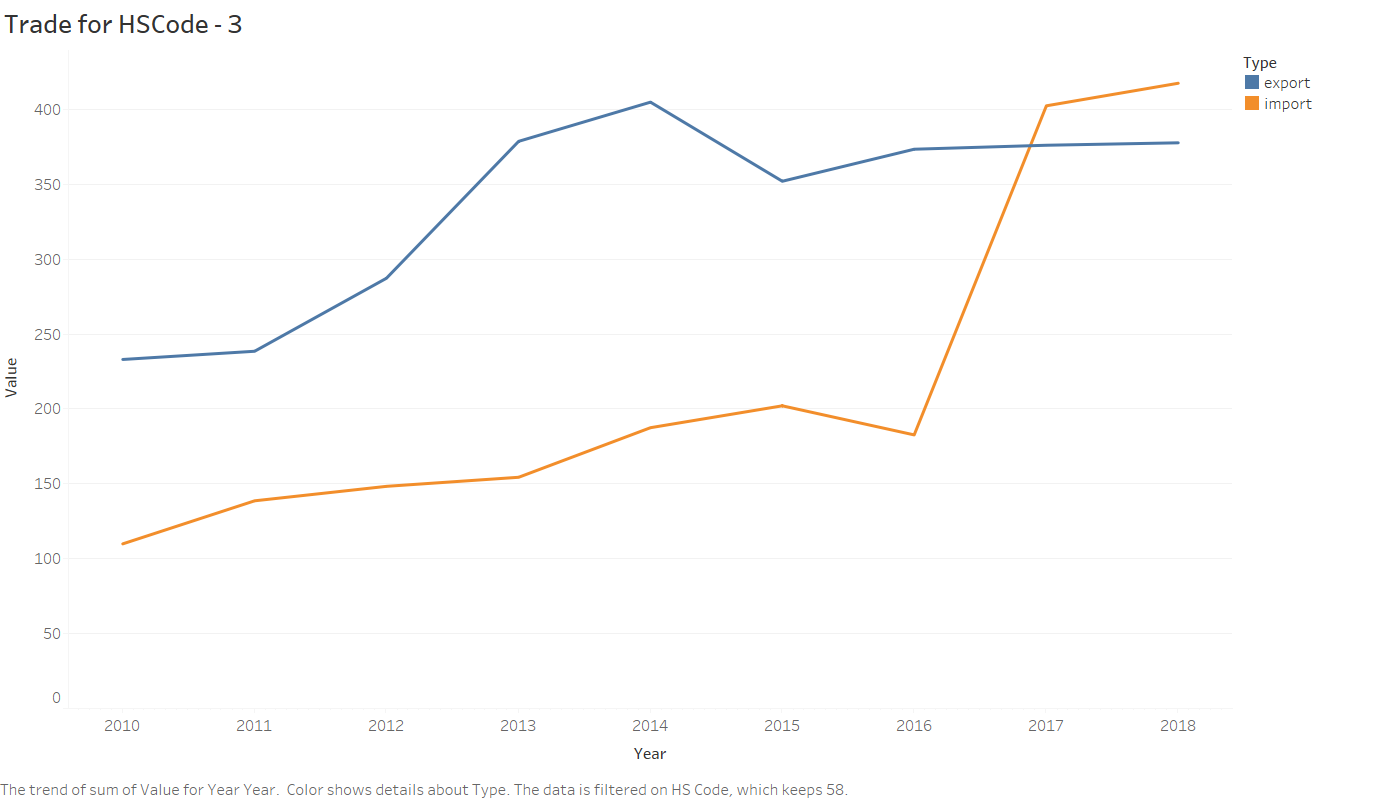 Trade for HSCode - 3
Type
export
import
400
350
300
250
200
150
100
50
0
Value
2010 2011 2012 2013 2014 2015 2016 2017 2018
Year
The trend of sum of Value for Year Year.  Color shows details about Type. The data is filtered on HS Code, which keeps 58.